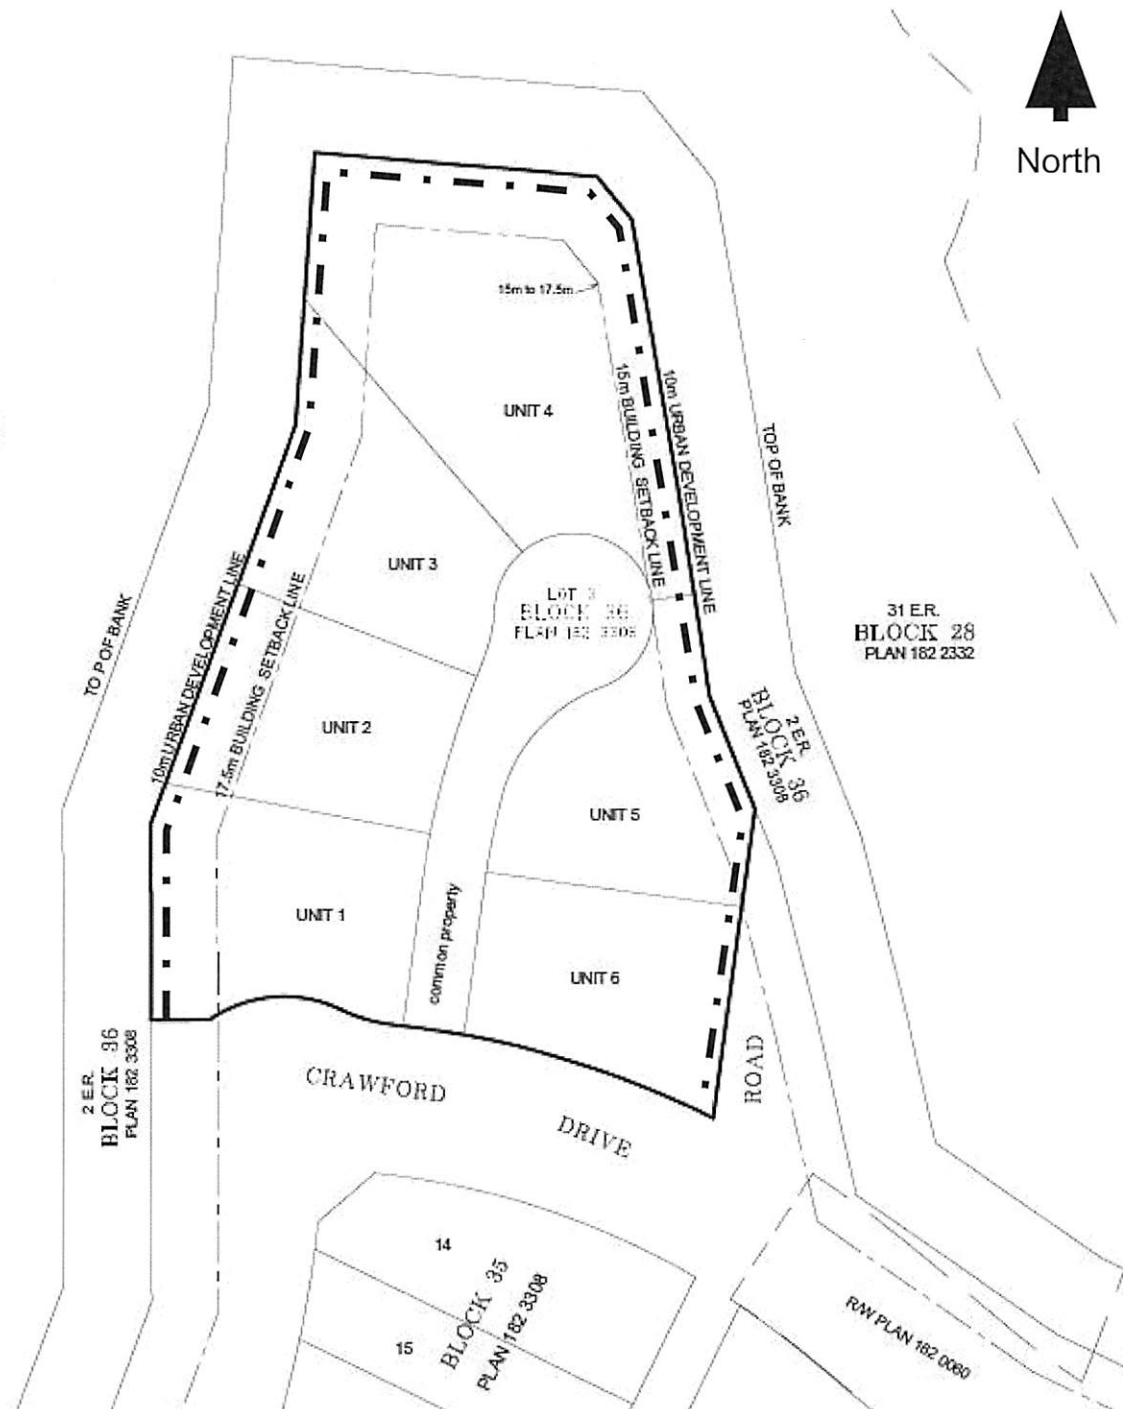 North
15m to 17.5m
UNIT 4
15m BUILDING SETBACK LINE
10m URBAN DEVELOPMENT LINE
TOP OF BANK
UNIT 3
LOT 3
BLOCK 36
PLAN 182 3308
31 E.R.
BLOCK 28
PLAN 182 2332
TOP OF BANK
10m URBAN DEVELOPMENT LINE
17.5m BUILDING SETBACK LINE
UNIT 2
2 E.R.
BLOCK 36
PLAN 182 3308
UNIT 5
UNIT 1
common property
UNIT 6
2 E.R.
BLOCK 36
PLAN 182 3308
CRAWFORD
DRIVE
ROAD
14
15
BLOCK 35
PLAN 182 3308
R/W PLAN 182 0060